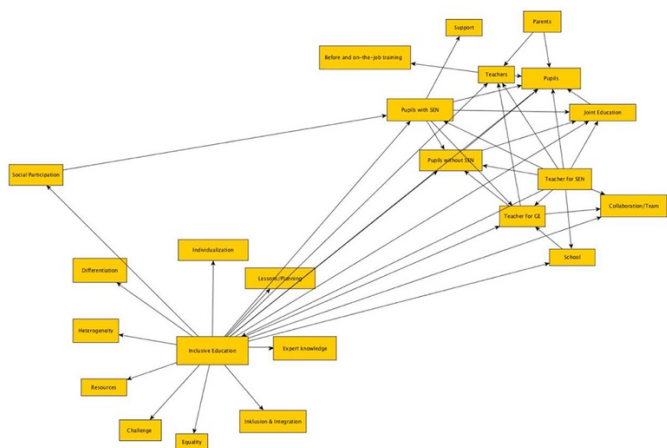 Parents
Support
Before and on-the-job training
Teachers
Pupils
Pupils with SEN
Joint Education
Pupils without SEN
Social Participation
Teacher for SEN
Collaboration/Team
Teacher for GE
Individualization
School
Differentiation
Lessons/Planning
Heterogeneity
Inclusive Education
Expert knowledge
Resources
Inklusion & Integration
Challenge
Equality